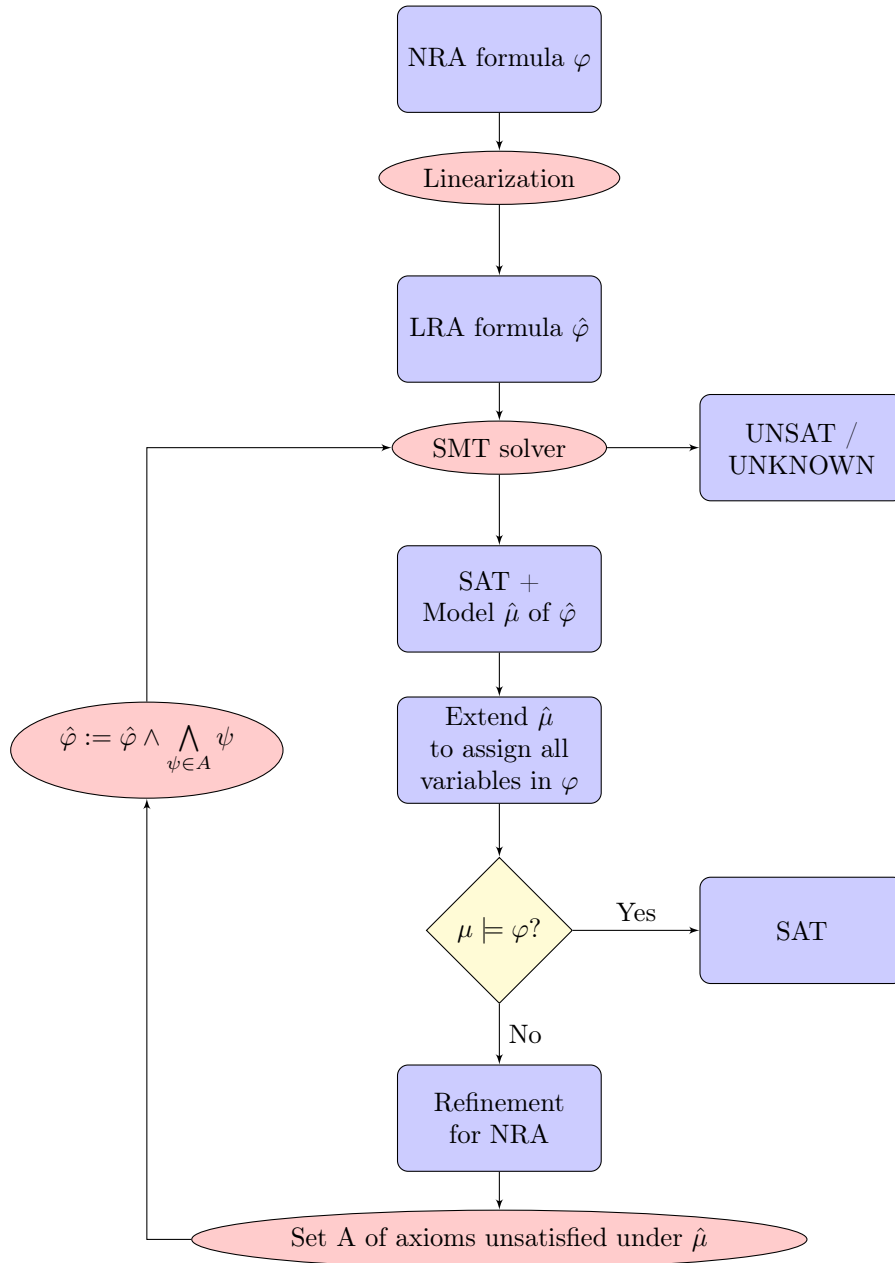 NRA formula φ
Linearization
LRA formula φ̂
SMT solver
UNSAT /
UNKNOWN
SAT +
Model μ̂ of φ̂
Extend μ̂
to assign all
variables in φ
φ̂ := φ̂ ∧ ⋀ ψ
ψ∈A
μ ⊨ φ?
Yes
SAT
No
Refinement
for NRA
Set A of axioms unsatisfied under μ̂